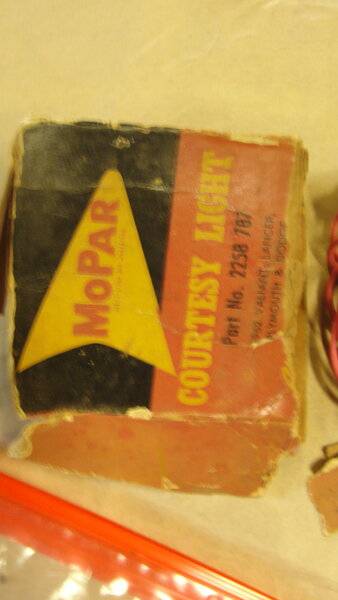 MoPAR
COURTESY LIGHT
Part No. 2258 787
VALIANT, LANCER,
PLYMOUTH & DODGE